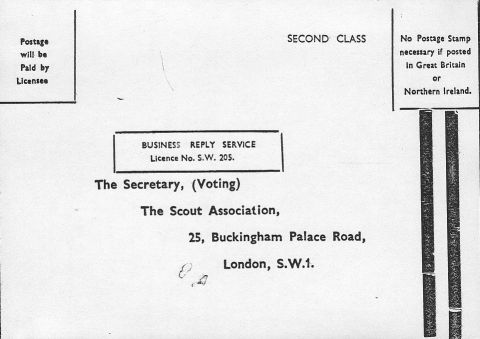 Postage
will be
Paid by
Licensee
SECOND CLASS
No Postage Stamp
necessary if posted
in Great Britain
or
Northern Ireland.
BUSINESS REPLY SERVICE
Licence No. S.W. 205.
The Secretary, (Voting)
The Scout Association,
25, Buckingham Palace Road,
London, S.W.1.